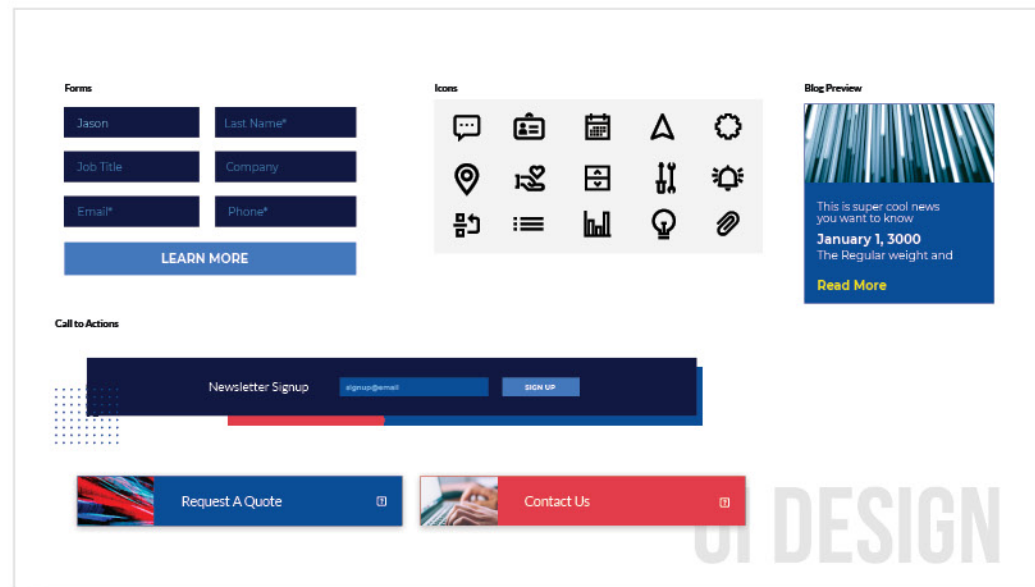 Forms
Jason
Last Name*
Job Title
Company
Email*
Phone*
LEARN MORE
Icons
Blog Preview
This is super cool news
you want to know
January 1, 3000
The Regular weight and
Read More
Call to Actions
Newsletter Signup
signup@email
SIGN UP
Request A Quote
?
Contact Us
?
UI DESIGN